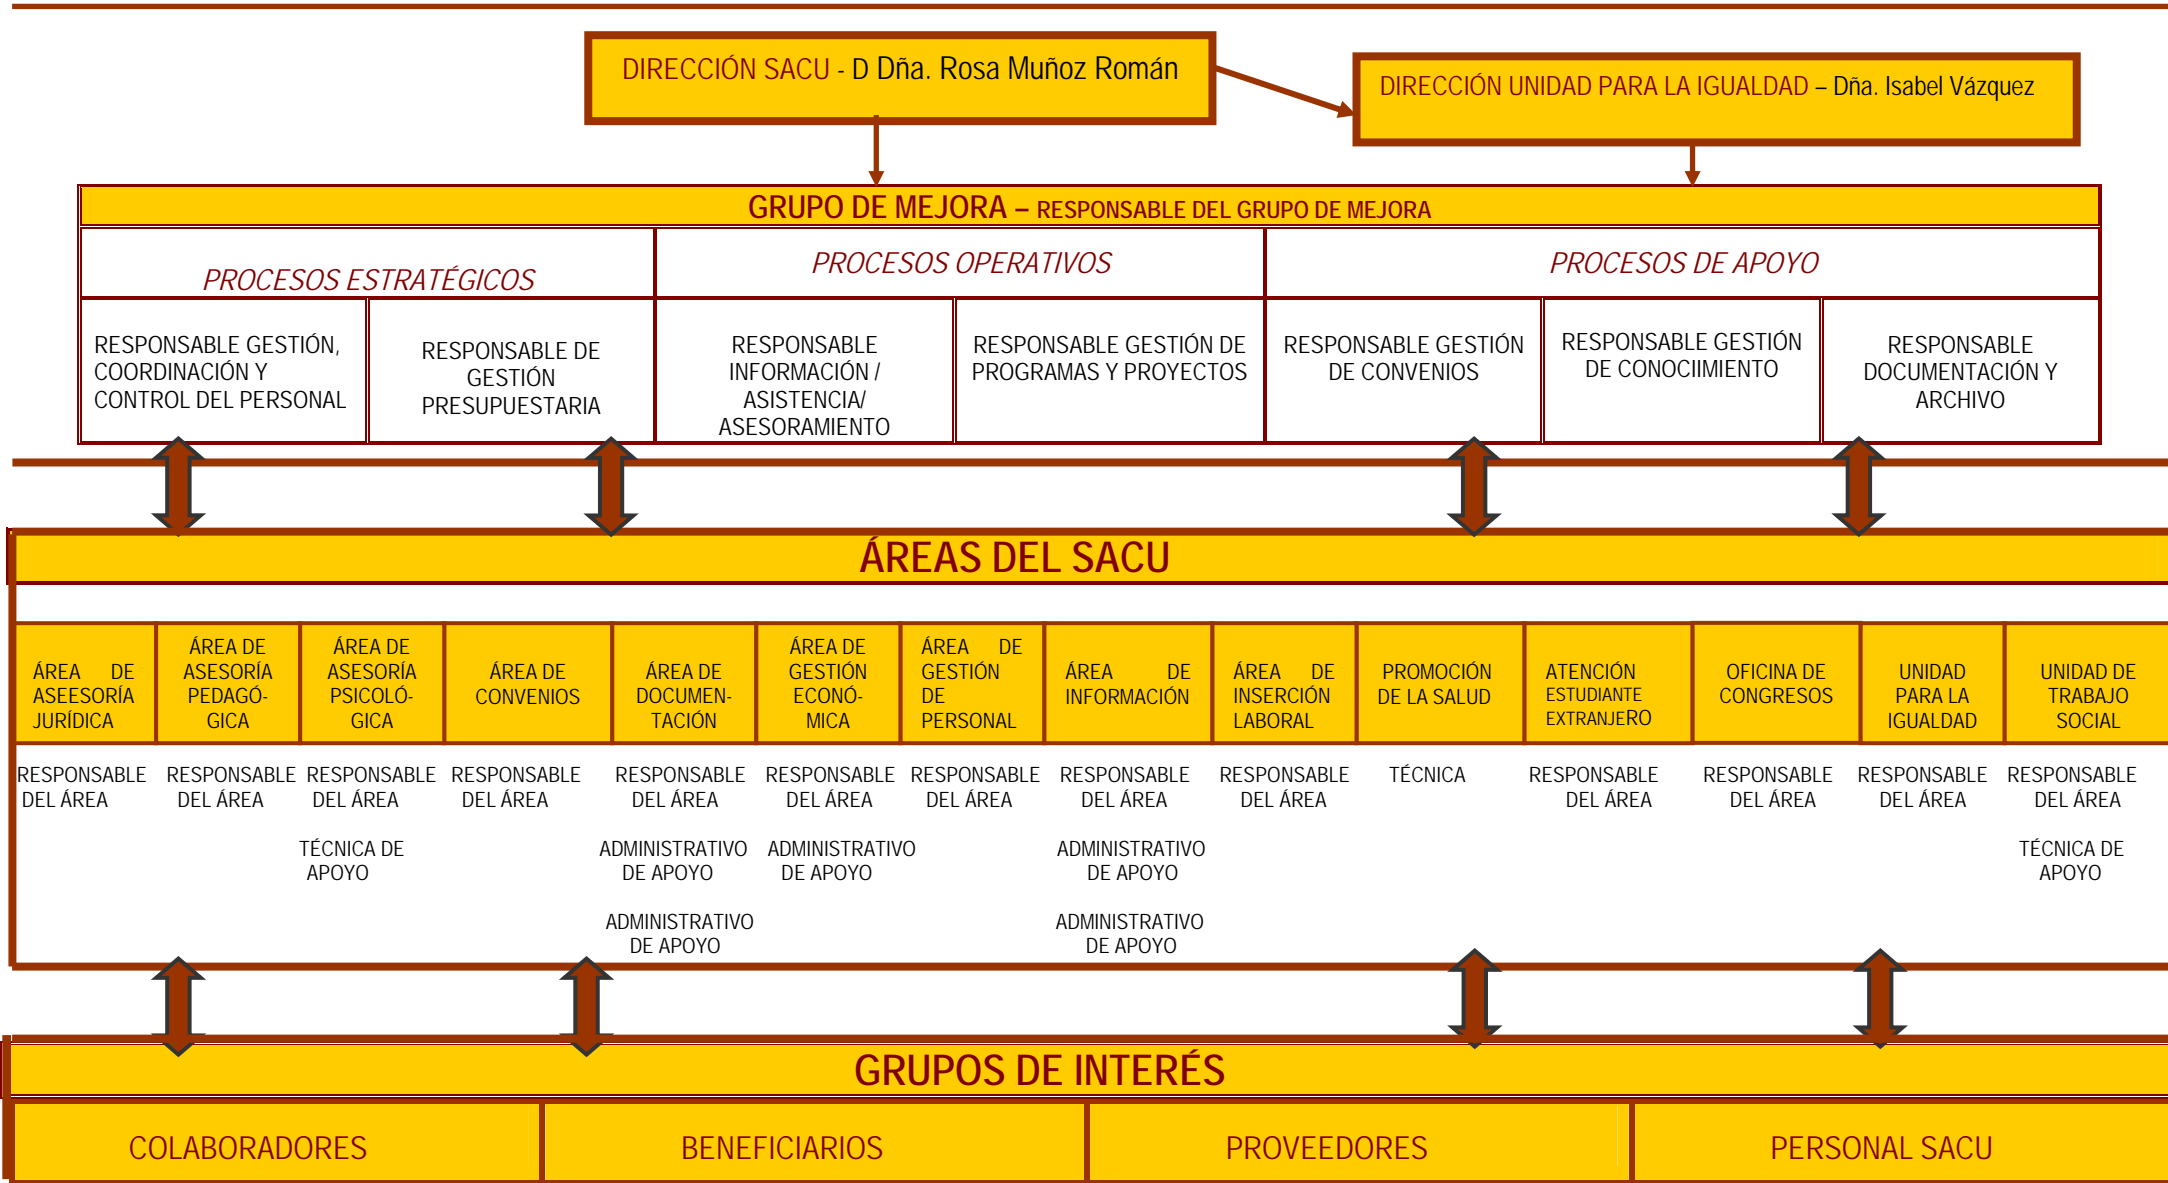 DIRECCIÓN SACU - D Dña. Rosa Muñoz Román
DIRECCIÓN UNIDAD PARA LA IGUALDAD – Dña. Isabel Vázquez
GRUPO DE MEJORA – RESPONSABLE DEL GRUPO DE MEJORA
PROCESOS ESTRATÉGICOS
PROCESOS OPERATIVOS
PROCESOS DE APOYO
RESPONSABLE GESTIÓN,
COORDINACIÓN Y
CONTROL DEL PERSONAL
RESPONSABLE DE
GESTIÓN
PRESUPUESTARIA
RESPONSABLE
INFORMACIÓN /
ASISTENCIA/
ASESORAMIENTO
RESPONSABLE GESTIÓN DE
PROGRAMAS Y PROYECTOS
RESPONSABLE GESTIÓN
DE CONVENIOS
RESPONSABLE GESTIÓN
DE CONOCIIMIENTO
RESPONSABLE
DOCUMENTACIÓN Y
ARCHIVO
ÁREAS DEL SACU
ÁREA DE
ASEESORÍA
JURÍDICA
ÁREA DE
ASESORÍA
PEDAGÓ-
GICA
ÁREA DE
ASESORÍA
PSICOLÓ-
GICA
ÁREA DE
CONVENIOS
ÁREA DE
DOCUMEN-
TACIÓN
ÁREA DE
GESTIÓN
ECONÓ-
MICA
ÁREA DE
GESTIÓN
DE
PERSONAL
ÁREA DE
INFORMACIÓN
ÁREA DE
INSERCIÓN
LABORAL
PROMOCIÓN
DE LA SALUD
ATENCIÓN
ESTUDIANTE
EXTRANJERO
OFICINA DE
CONGRESOS
UNIDAD
PARA LA
IGUALDAD
UNIDAD DE
TRABAJO
SOCIAL
RESPONSABLE
DEL ÁREA
RESPONSABLE
DEL ÁREA
RESPONSABLE
DEL ÁREA
TÉCNICA DE
APOYO
RESPONSABLE
DEL ÁREA
RESPONSABLE
DEL ÁREA
ADMINISTRATIVO
DE APOYO
ADMINISTRATIVO
DE APOYO
RESPONSABLE
DEL ÁREA
ADMINISTRATIVO
DE APOYO
RESPONSABLE
DEL ÁREA
RESPONSABLE
DEL ÁREA
ADMINISTRATIVO
DE APOYO
ADMINISTRATIVO
DE APOYO
RESPONSABLE
DEL ÁREA
TÉCNICA
RESPONSABLE
DEL ÁREA
RESPONSABLE
DEL ÁREA
RESPONSABLE
DEL ÁREA
RESPONSABLE
DEL ÁREA
TÉCNICA DE
APOYO
GRUPOS DE INTERÉS
COLABORADORES
BENEFICIARIOS
PROVEEDORES
PERSONAL SACU